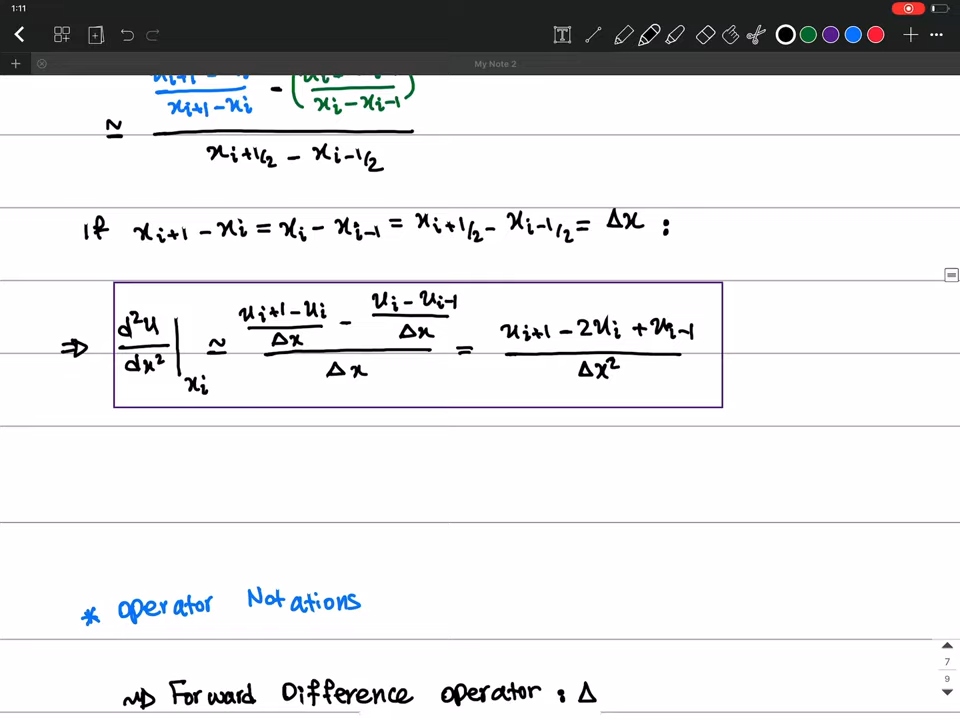 1:11
My Note 2
x_{i+1} - x_i x_i - x_{i-1}
≃
x_{i+1/2} - x_{i-1/2}
If x_{i+1} - x_i = x_i - x_{i-1} = x_{i+1/2} - x_{i-1/2} = Δx :
⇒ d²u/dx² |_{x_i} ≃ ((u_{i+1} - u_i)/Δx - (u_i - u_{i-1})/Δx)/Δx = (u_{i+1} - 2u_i + u_{i-1})/Δx²
* operator Notations
⇝ Forward Difference operator : Δ
7
9